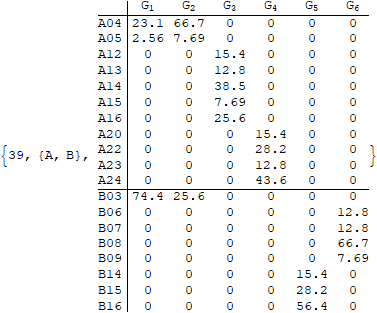 G₁ G₂ G₃ G₄ G₅ G₆
A04 23.1 66.7 0 0 0 0
A05 2.56 7.69 0 0 0 0
A12 0 0 15.4 0 0 0
A13 0 0 12.8 0 0 0
A14 0 0 38.5 0 0 0
A15 0 0 7.69 0 0 0
A16 0 0 25.6 0 0 0
A20 0 0 0 15.4 0 0
{39, {A, B}, A22 0 0 0 28.2 0 0 }
A23 0 0 0 12.8 0 0
A24 0 0 0 43.6 0 0
B03 74.4 25.6 0 0 0 0
B06 0 0 0 0 0 12.8
B07 0 0 0 0 0 12.8
B08 0 0 0 0 0 66.7
B09 0 0 0 0 0 7.69
B14 0 0 0 0 15.4 0
B15 0 0 0 0 28.2 0
B16 0 0 0 0 56.4 0